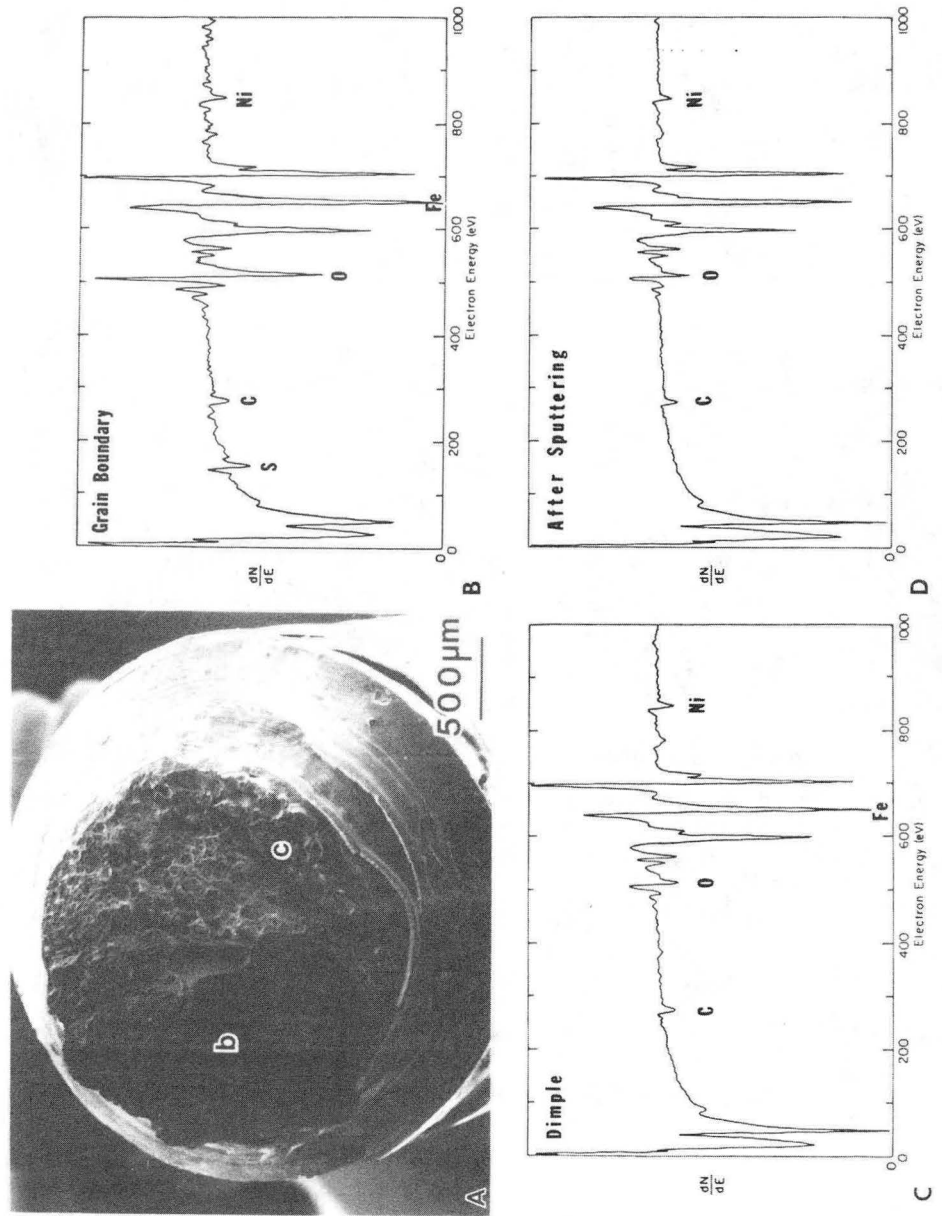 A
b
c
500µm
B
Grain Boundary
dN
dE
S
C
O
Fe
Ni
0
200
400
600
800
1000
Electron Energy (eV)
C
Dimple
dN
dE
C
O
Fe
Ni
0
200
400
600
800
1000
Electron Energy (eV)
D
After Sputtering
dN
dE
C
O
Ni
0
200
400
600
800
1000
Electron Energy (eV)